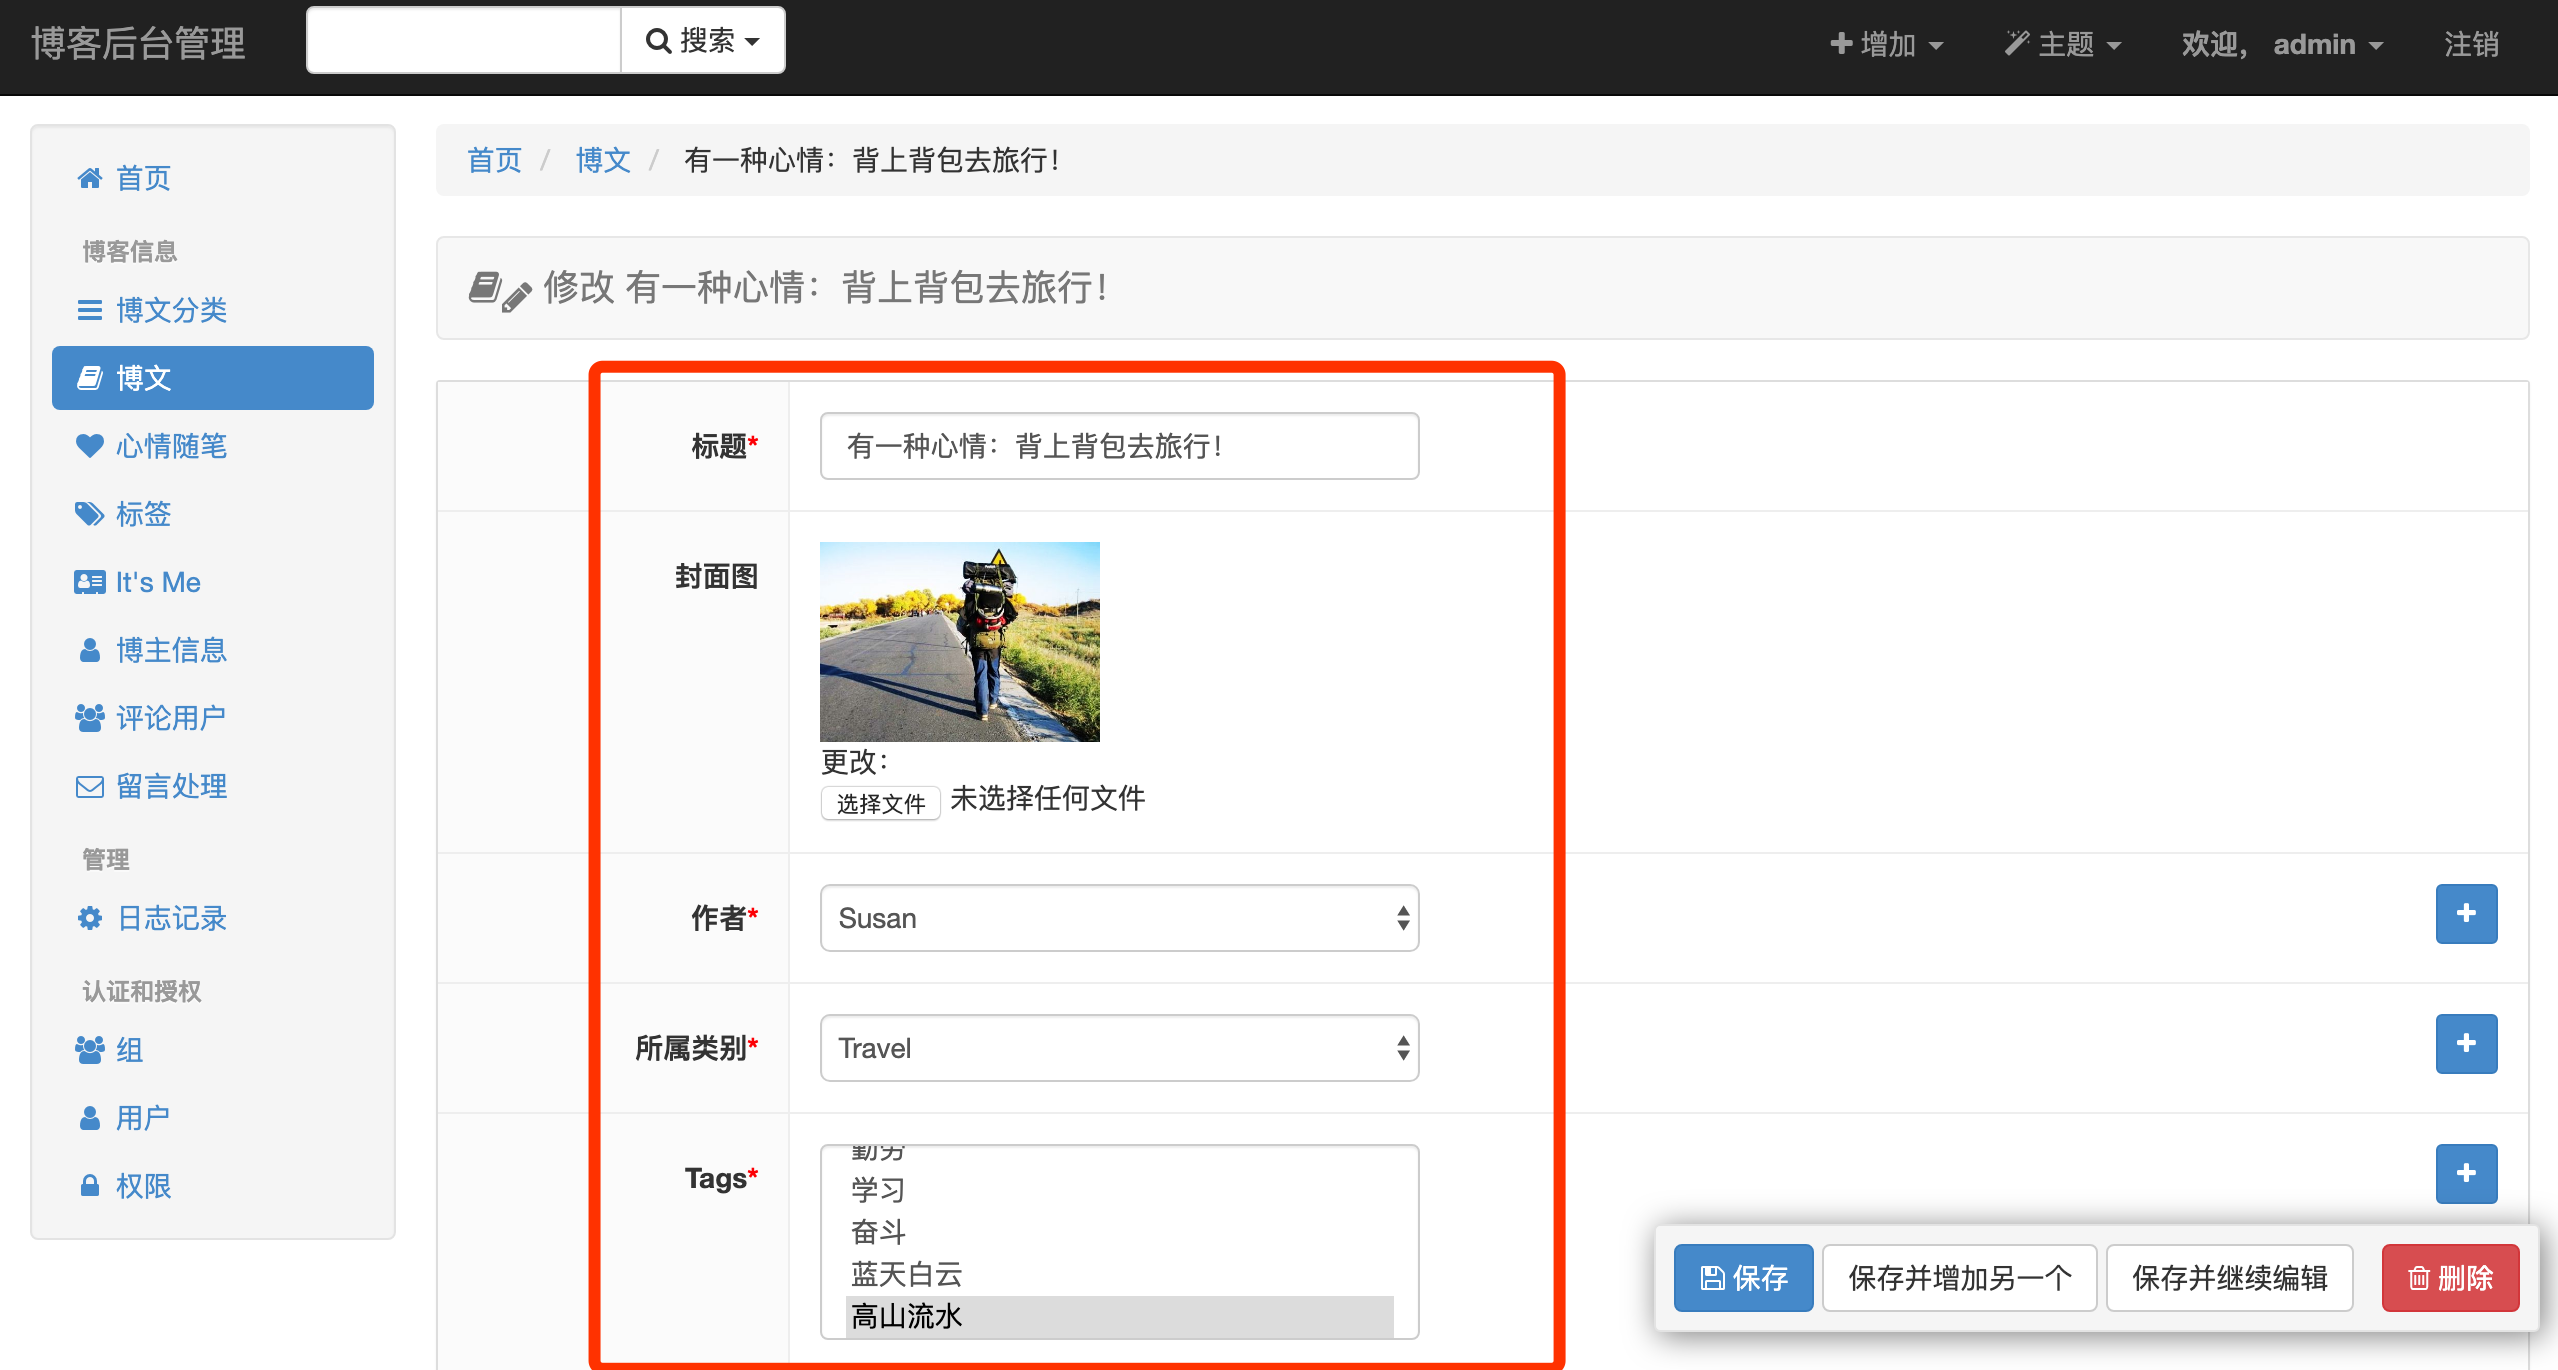 博客后台管理
搜索
增加
主题
欢迎， admin
注销
首页
博客信息
博文分类
博文
心情随笔
标签
It's Me
博主信息
评论用户
留言处理
管理
日志记录
认证和授权
组
用户
权限
首页 / 博文 / 有一种心情：背上背包去旅行！
修改 有一种心情：背上背包去旅行！
标题*
有一种心情：背上背包去旅行！
封面图
更改：
选择文件 未选择任何文件
作者*
Susan
所属类别*
Travel
Tags*
勤劳
学习
奋斗
蓝天白云
高山流水
保存
保存并增加另一个
保存并继续编辑
删除